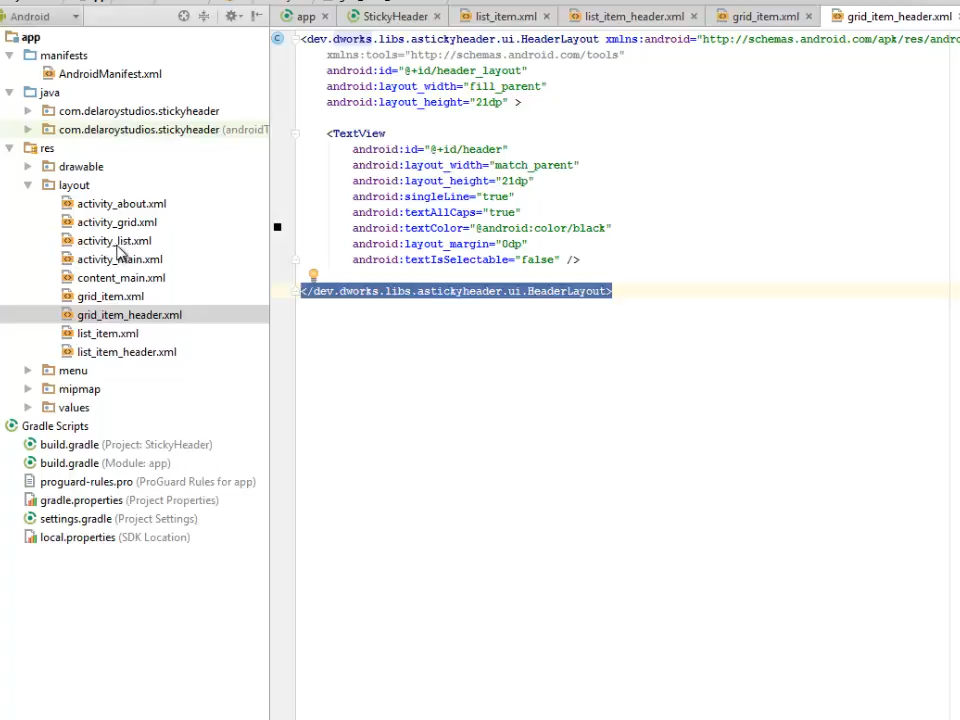 Android
app
StickyHeader
list_item.xml
list_item_header.xml
grid_item.xml
grid_item_header.xml
app
manifests
AndroidManifest.xml
java
com.delaroystudios.stickyheader
com.delaroystudios.stickyheader (androidT
res
drawable
layout
activity_about.xml
activity_grid.xml
activity_list.xml
activity_main.xml
content_main.xml
grid_item.xml
grid_item_header.xml
list_item.xml
list_item_header.xml
menu
mipmap
values
Gradle Scripts
build.gradle (Project: StickyHeader)
build.gradle (Module: app)
proguard-rules.pro (ProGuard Rules for app)
gradle.properties (Project Properties)
settings.gradle (Project Settings)
local.properties (SDK Location)
<dev.dworks.libs.astickyheader.ui.HeaderLayout xmlns:android="http://schemas.android.com/apk/res/andro
xmlns:tools="http://schemas.android.com/tools"
android:id="@+id/header_layout"
android:layout_width="fill_parent"
android:layout_height="21dp" >
<TextView
android:id="@+id/header"
android:layout_width="match_parent"
android:layout_height="21dp"
android:singleLine="true"
android:textAllCaps="true"
android:textColor="@android:color/black"
android:layout_margin="0dp"
android:textIsSelectable="false" />
</dev.dworks.libs.astickyheader.ui.HeaderLayout>